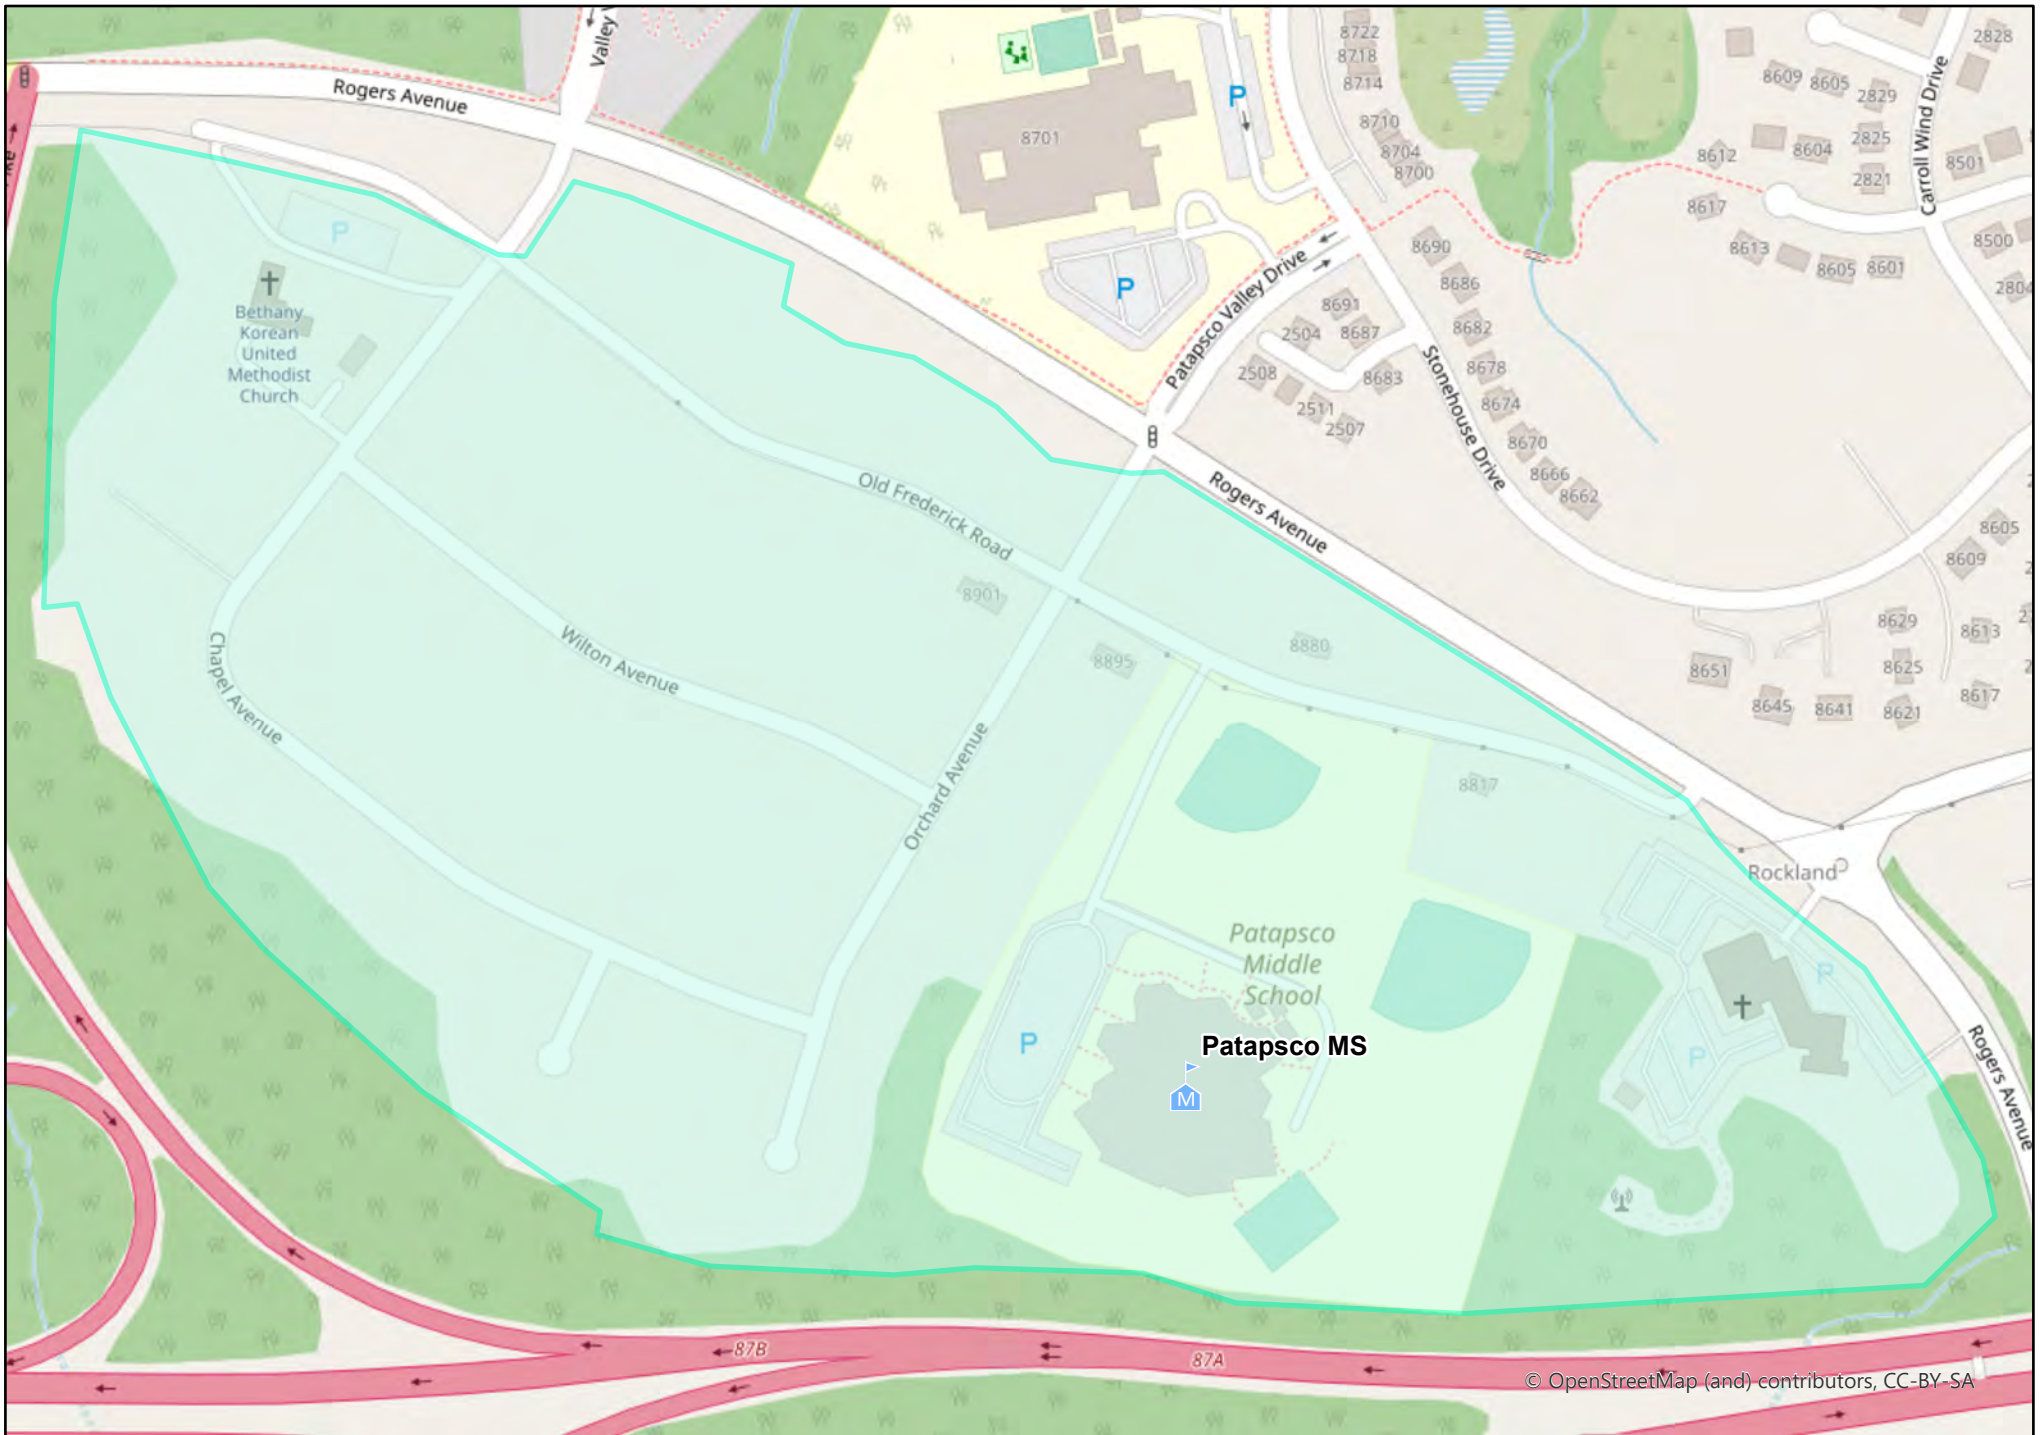 Valley
Rogers Avenue
8722
8718
8714
8710
8704
8700
8701
P
P
2828
8609
8605
2829
2825
8604
2821
8612
8501
Carroll Wind Drive
8617
8613
8605
8601
8500
P
Bethany
Korean
United
Methodist
Church
Patapsco Valley Drive
8690
8686
8691
2504
8687
8682
2508
8683
8678
2511
8674
2507
8670
8666
8662
Stonehouse Drive
Rogers Avenue
Old Frederick Road
8901
8895
8880
8605
8609
8629
8613
8651
8625
8645
8641
8621
8617
Chapel Avenue
Wilton Avenue
Orchard Avenue
8817
Rockland
Patapsco
Middle
School
Patapsco MS
M
P
P
P
Rogers Avenue
87B
87A
© OpenStreetMap (and) contributors, CC-BY-SA